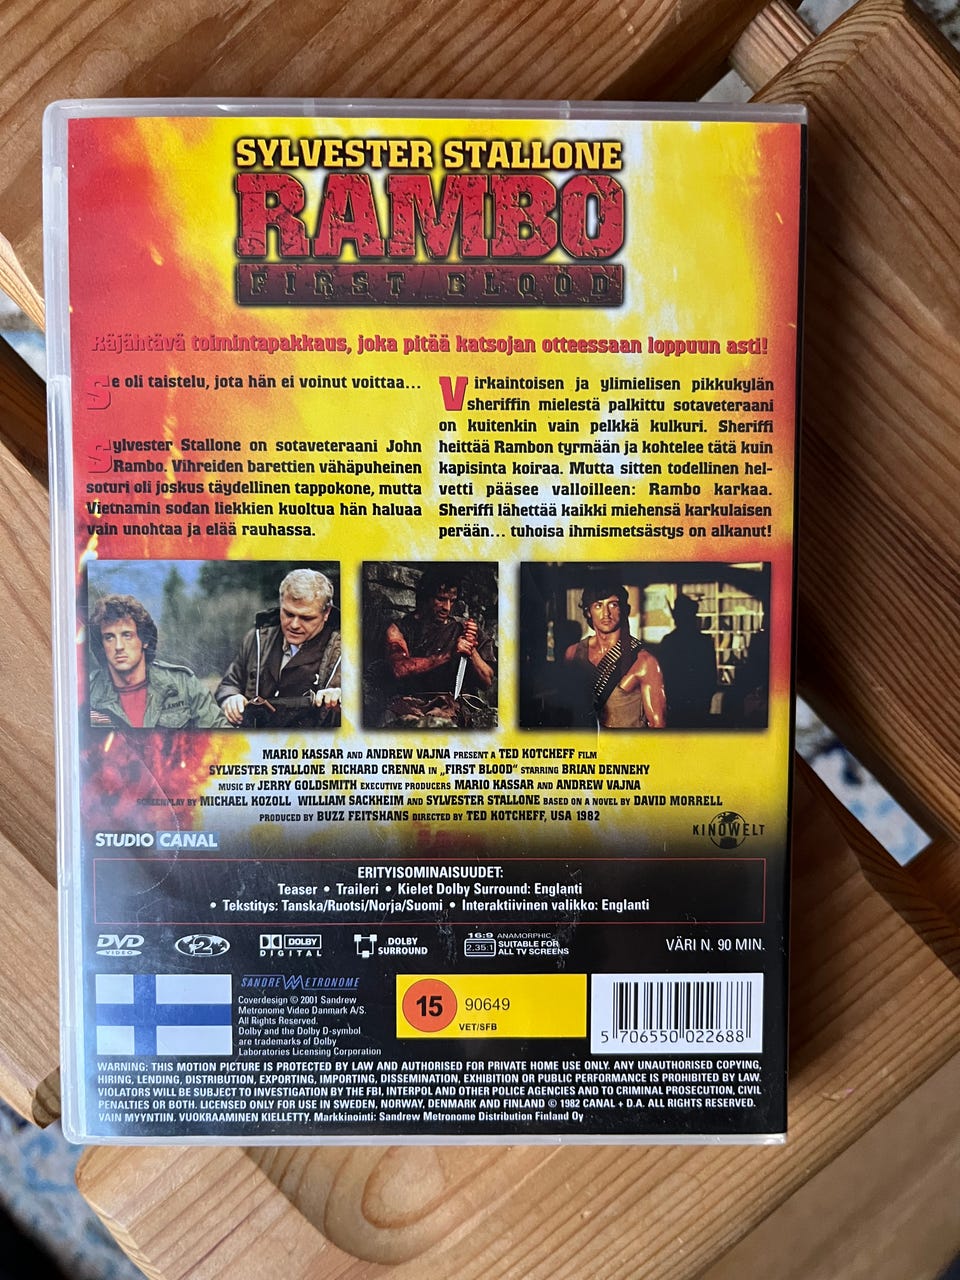 SYLVESTER STALLONE
RAMBO
FIRST BLOOD
Räjähtävä toimintapakkaus, joka pitää katsojan otteessaan loppuun asti!
Se oli taistelu, jota hän ei voinut voittaa...
Sylvester Stallone on sotaveteraani John
Rambo. Vihreiden barettien vähäpuheinen
soturi oli joskus täydellinen tappokone, mutta
Vietnamin sodan liekkien kuoltua hän haluaa
vain unohtaa ja elää rauhassa.
Virkaintoisen ja ylimielisen pikkukylän
sheriffin mielestä palkittu sotaveteraani
on kuitenkin vain pelkkä kulkuri. Sheriffi
heittää Rambon tyrmään ja kohtelee tätä kuin
kapisinta koiraa. Mutta sitten todellinen hel-
vetti pääsee valloilleen: Rambo karkaa.
Sheriffi lähettää kaikki miehensä karkulaisen
perään... tuhoisa ihmismetsästys on alkanut!
ARMY
MARIO KASSAR AND ANDREW VAJNA PRESENT A TED KOTCHEFF FILM
SYLVESTER STALLONE RICHARD CRENNA IN „FIRST BLOOD" STARRING BRIAN DENNEHY
MUSIC BY JERRY GOLDSMITH EXECUTIVE PRODUCERS MARIO KASSAR AND ANDREW VAJNA
SCREENPLAY BY MICHAEL KOZOLL WILLIAM SACKHEIM AND SYLVESTER STALLONE BASED ON A NOVEL BY DAVID MORRELL
PRODUCED BY BUZZ FEITSHANS DIRECTED BY TED KOTCHEFF, USA 1982
STUDIO CANAL
KINOWELT
ERITYISOMINAISUUDET:
Teaser • Traileri • Kielet Dolby Surround: Englanti
• Tekstitys: Tanska/Ruotsi/Norja/Suomi • Interaktiivinen valikko: Englanti
DVD VIDEO
2
DOLBY DIGITAL
DOLBY SURROUND
16:9 ANAMORPHIC
2.35:1 SUITABLE FOR ALL TV SCREENS
VÄRI N. 90 MIN.
SANDREW METRONOME
Coverdesign © 2001 Sandrew
Metronome Video Danmark A/S.
All Rights Reserved.
Dolby and the Dolby D-symbol
are trademarks of Dolby
Laboratories Licensing Corporation
15
90649
VET/SFB
5 706550 022688
WARNING: THIS MOTION PICTURE IS PROTECTED BY LAW AND AUTHORISED FOR PRIVATE HOME USE ONLY. ANY UNAUTHORISED COPYING,
HIRING, LENDING, DISTRIBUTION, EXPORTING, IMPORTING, DISSEMINATION, EXHIBITION OR PUBLIC PERFORMANCE IS PROHIBITED BY LAW.
VIOLATORS WILL BE SUBJECT TO INVESTIGATION BY THE FBI, INTERPOL AND OTHER POLICE AGENCIES AND TO CRIMINAL PROSECUTION, CIVIL
PENALTIES OR BOTH. LICENSED ONLY FOR USE IN SWEDEN, NORWAY, DENMARK AND FINLAND © 1982 CANAL + D.A. ALL RIGHTS RESERVED.
VAIN MYYNTIIN. VUOKRAAMINEN KIELLETTY. Markkinointi: Sandrew Metronome Distribution Finland Oy